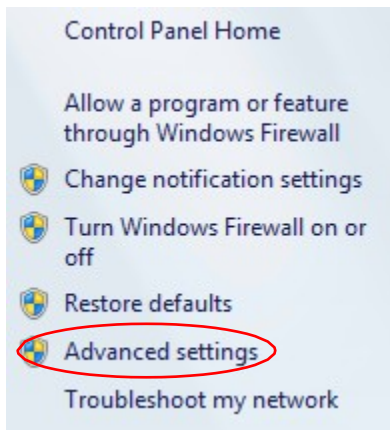 Control Panel Home
Allow a program or feature
through Windows Firewall
Change notification settings
Turn Windows Firewall on or
off
Restore defaults
Advanced settings
Troubleshoot my network